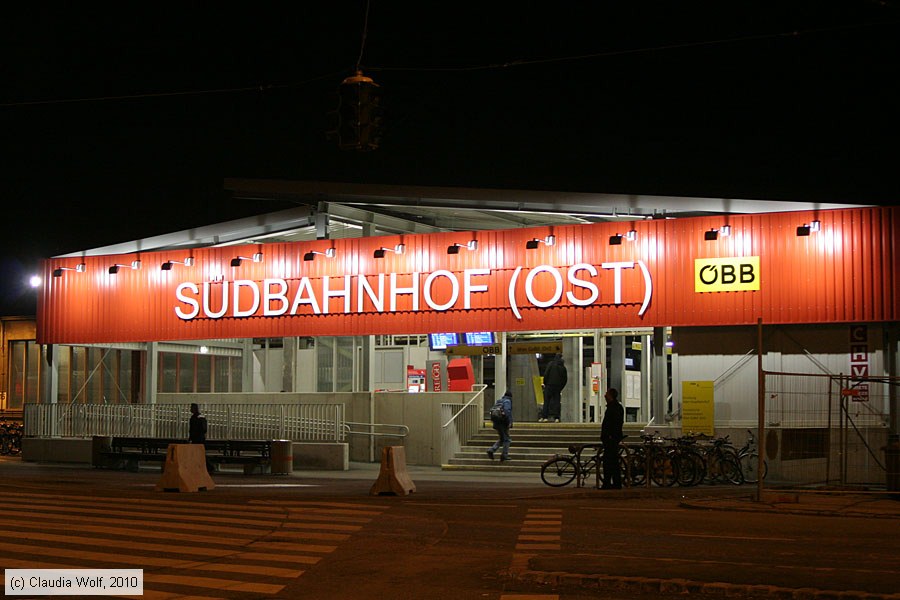 SÜDBAHNHOF (OST)
ÖBB
(c) Claudia Wolf, 2010